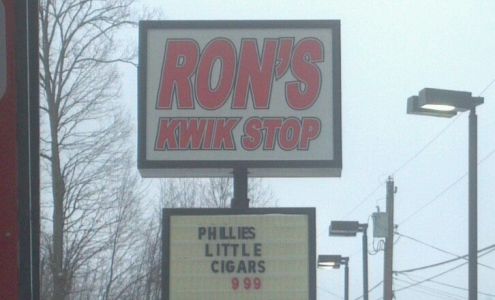 RON'S
KWIK STOP
PHILLIES
LITTLE
CIGARS
999